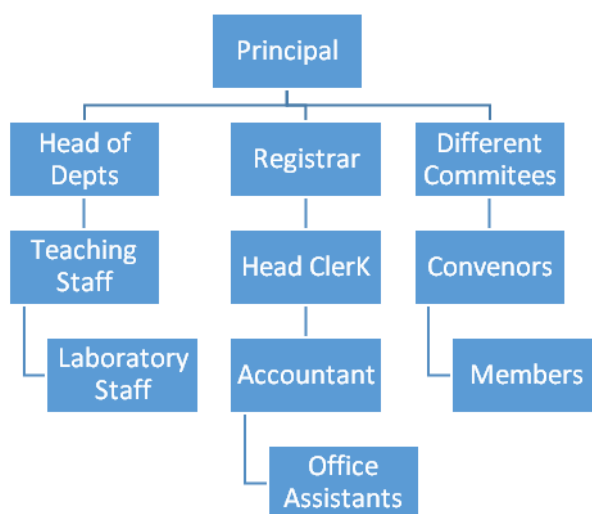 Principal
Head of
Depts
Registrar
Different
Commitees
Teaching
Staff
Head ClerK
Convenors
Laboratory
Staff
Accountant
Members
Office
Assistants